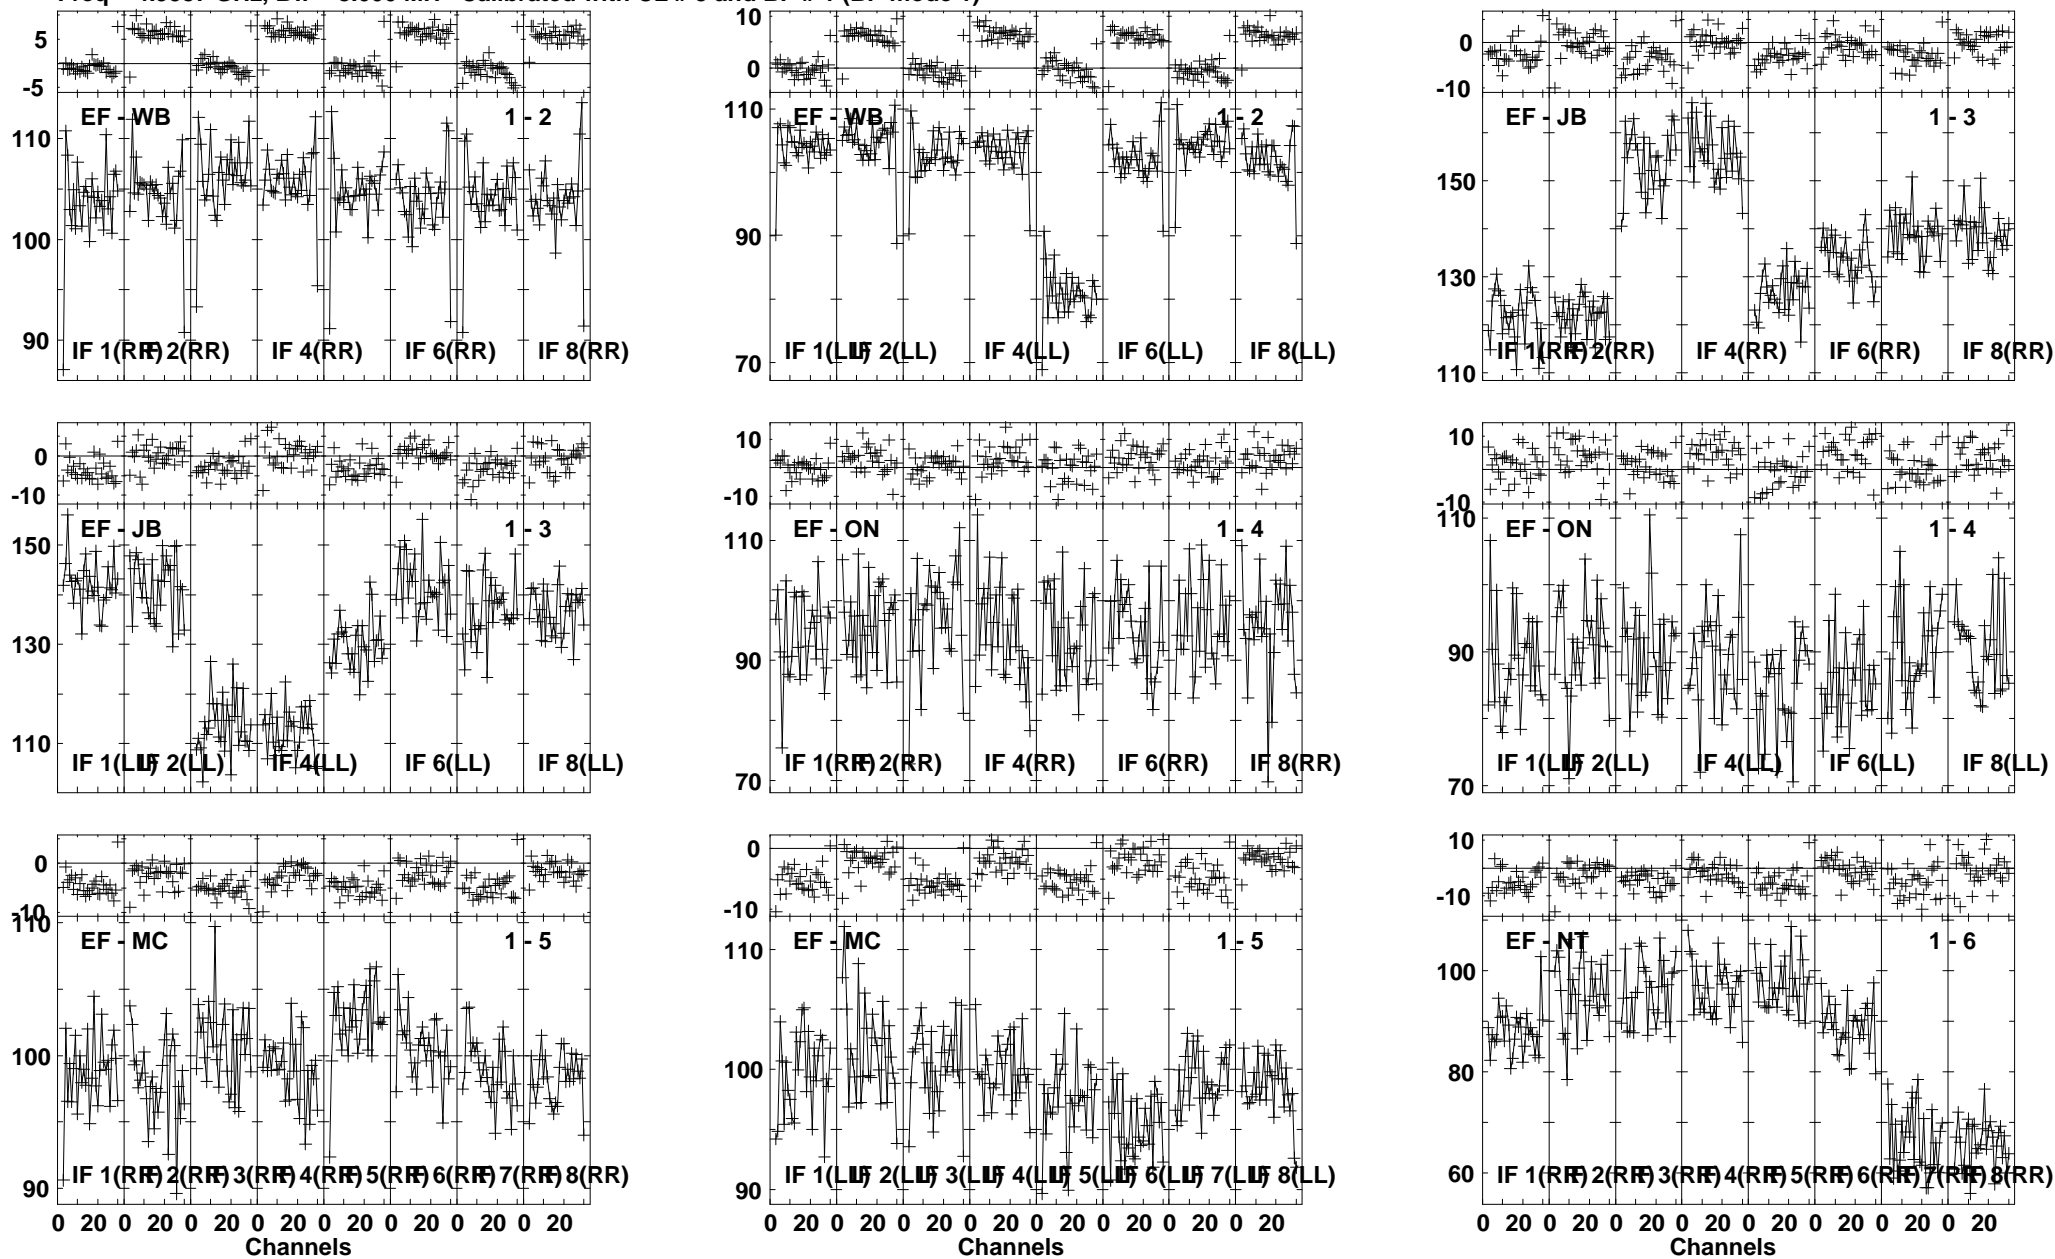 5
0
-5
EF - WB 1 - 2
110
100
90
IF 1(RR) IF 2(RR) IF 4(RR) IF 6(RR) IF 8(RR)
10
0
EF - WB 1 - 2
110
90
70
IF 1(LL) IF 2(LL) IF 4(LL) IF 6(LL) IF 8(LL)
0
-10
EF - JB 1 - 3
150
130
110
IF 1(RR) IF 2(RR) IF 4(RR) IF 6(RR) IF 8(RR)
0
-10
EF - JB 1 - 3
150
130
110
IF 1(LL) IF 2(LL) IF 4(LL) IF 6(LL) IF 8(LL)
10
0
-10
EF - ON 1 - 4
110
90
70
IF 1(RR) IF 2(RR) IF 4(RR) IF 6(RR) IF 8(RR)
10
0
-10
EF - ON 1 - 4
110
90
70
IF 1(LL) IF 2(LL) IF 4(LL) IF 6(LL) IF 8(LL)
0
-10
EF - MC 1 - 5
110
100
90
IF 1(RR) IF 2(RR) IF 3(RR) IF 4(RR) IF 5(RR) IF 6(RR) IF 7(RR) IF 8(RR)
0 20 0 20 0 20 0 20 0 20 0 20 0 20 0 20
Channels
0
-10
EF - MC 1 - 5
110
100
90
IF 1(LL) IF 2(LL) IF 3(LL) IF 4(LL) IF 5(LL) IF 6(LL) IF 7(LL) IF 8(LL)
0 20 0 20 0 20 0 20 0 20 0 20 0 20 0 20
Channels
10
0
-10
EF - NT 1 - 6
100
80
60
IF 1(RR) IF 2(RR) IF 3(RR) IF 4(RR) IF 5(RR) IF 6(RR) IF 7(RR) IF 8(RR)
0 20 0 20 0 20 0 20 0 20 0 20 0 20 0 20
Channels